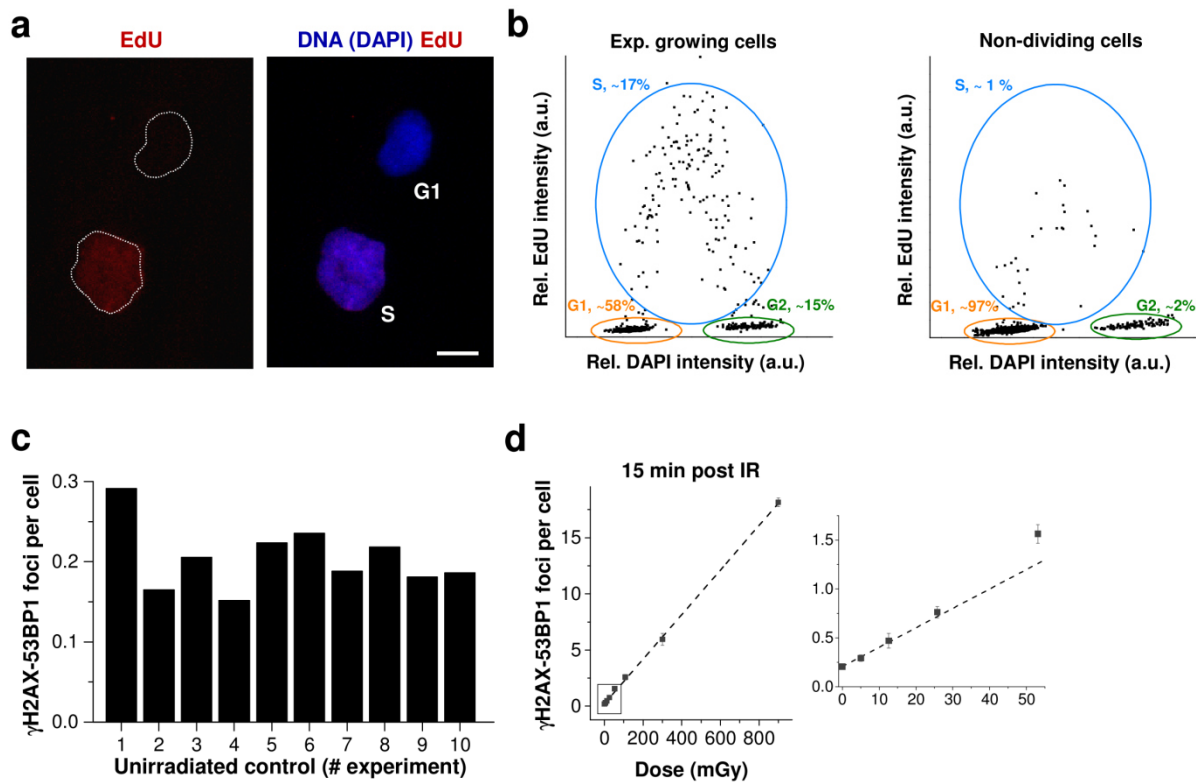 a
EdU
DNA (DAPI) EdU
G1
S
b
Exp. growing cells
Non-dividing cells
Rel. EdU intensity (a.u.)
S, ~17%
G1, ~58%
G2, ~15%
Rel. DAPI intensity (a.u.)
Rel. EdU intensity (a.u.)
S, ~ 1 %
G1, ~97%
G2, ~2%
Rel. DAPI intensity (a.u.)
c
γH2AX-53BP1 foci per cell
0.3
0.2
0.1
0.0
1 2 3 4 5 6 7 8 9 10
Unirradiated control (# experiment)
d
15 min post IR
γH2AX-53BP1 foci per cell
15
10
5
0
0 200 400 600 800
Dose (mGy)
1.5
1.0
0.5
0.0
0 10 20 30 40 50